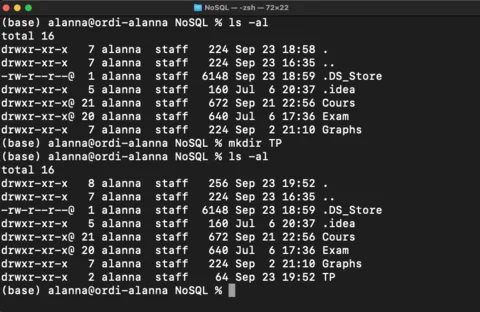 NoSQL — -zsh — 72×22
(base) alanna@ordi-alanna NoSQL % ls -al
total 16
drwxr-xr-x   7 alanna  staff   224 Sep 23 18:58 .
drwxr-xr-x   7 alanna  staff   224 Sep 23 16:35 ..
-rw-r--r--@  1 alanna  staff  6148 Sep 23 18:59 .DS_Store
drwxr-xr-x   5 alanna  staff   160 Jul  6 20:37 .idea
drwxr-xr-x@ 21 alanna  staff   672 Sep 21 22:56 Cours
drwxr-xr-x@ 20 alanna  staff   640 Jul  6 17:36 Exam
drwxr-xr-x   7 alanna  staff   224 Sep  2 21:10 Graphs
(base) alanna@ordi-alanna NoSQL % mkdir TP
(base) alanna@ordi-alanna NoSQL % ls -al
total 16
drwxr-xr-x   8 alanna  staff   256 Sep 23 19:52 .
drwxr-xr-x   7 alanna  staff   224 Sep 23 16:35 ..
-rw-r--r--@  1 alanna  staff  6148 Sep 23 18:59 .DS_Store
drwxr-xr-x   5 alanna  staff   160 Jul  6 20:37 .idea
drwxr-xr-x@ 21 alanna  staff   672 Sep 21 22:56 Cours
drwxr-xr-x@ 20 alanna  staff   640 Jul  6 17:36 Exam
drwxr-xr-x   7 alanna  staff   224 Sep  2 21:10 Graphs
drwxr-xr-x   2 alanna  staff    64 Sep 23 19:52 TP
(base) alanna@ordi-alanna NoSQL %